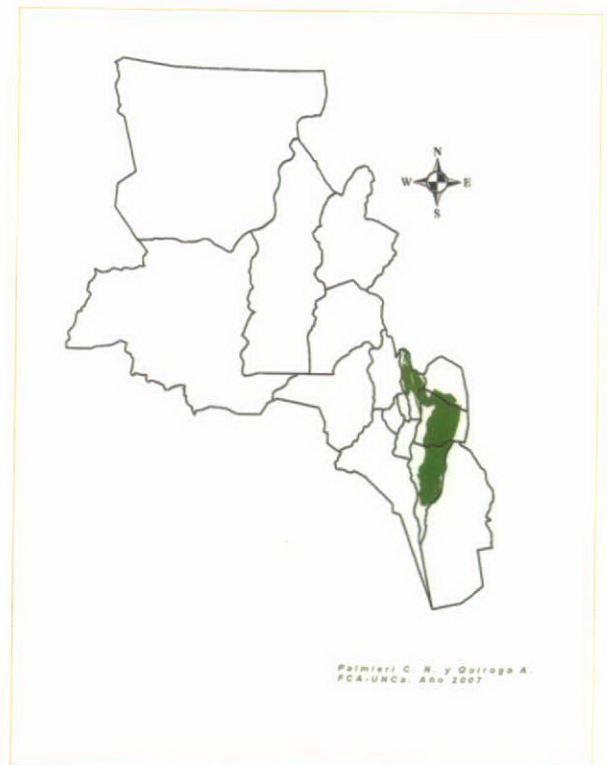 N
W E
S
Palmieri C. N. y Quiroga A.
FCA-UNCa. Año 2007